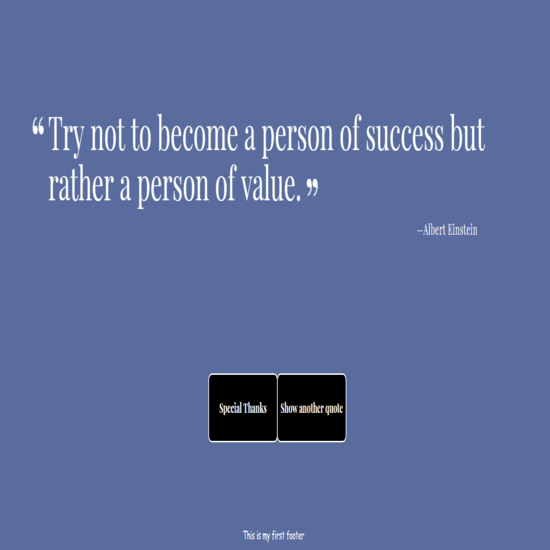 “ Try not to become a person of success but
rather a person of value. ”
–Albert Einstein
Special Thanks
Show another quote
This is my first footer